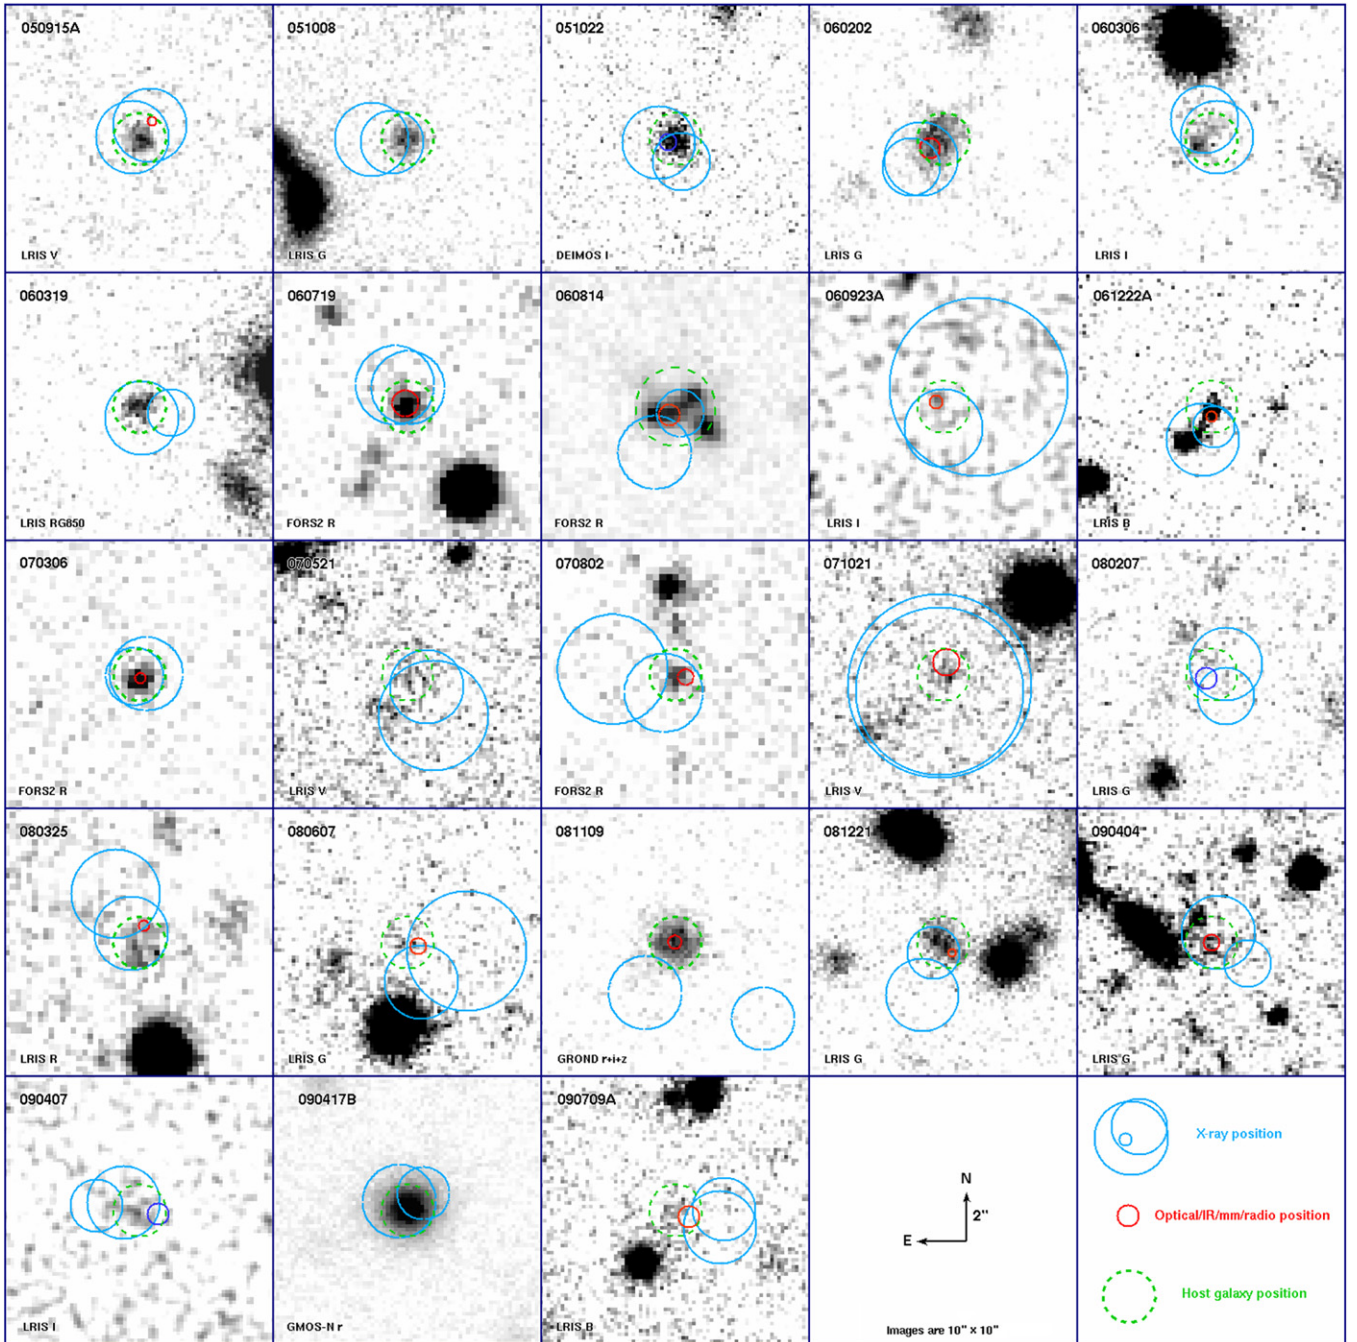 050915A
051008
051022
060202
060306
LRIS V
LRIS G
DEIMOS I
LRIS G
LRIS I
060319
060719
060814
060923A
061222A
LRIS RG850
FORS2 R
FORS2 R
LRIS I
LRIS B
070306
070521
070802
071021
080207
FORS2 R
LRIS V
FORS2 R
LRIS V
LRIS G
080325
080607
081109
081221
090404
LRIS R
LRIS G
GROND r+i+z
LRIS G
LRIS G
090407
090417B
090709A
X-ray position
N
2"
E
Optical/IR/mm/radio position
Host galaxy position
LRIS I
GMOS-N r
LRIS B
Images are 10" x 10"